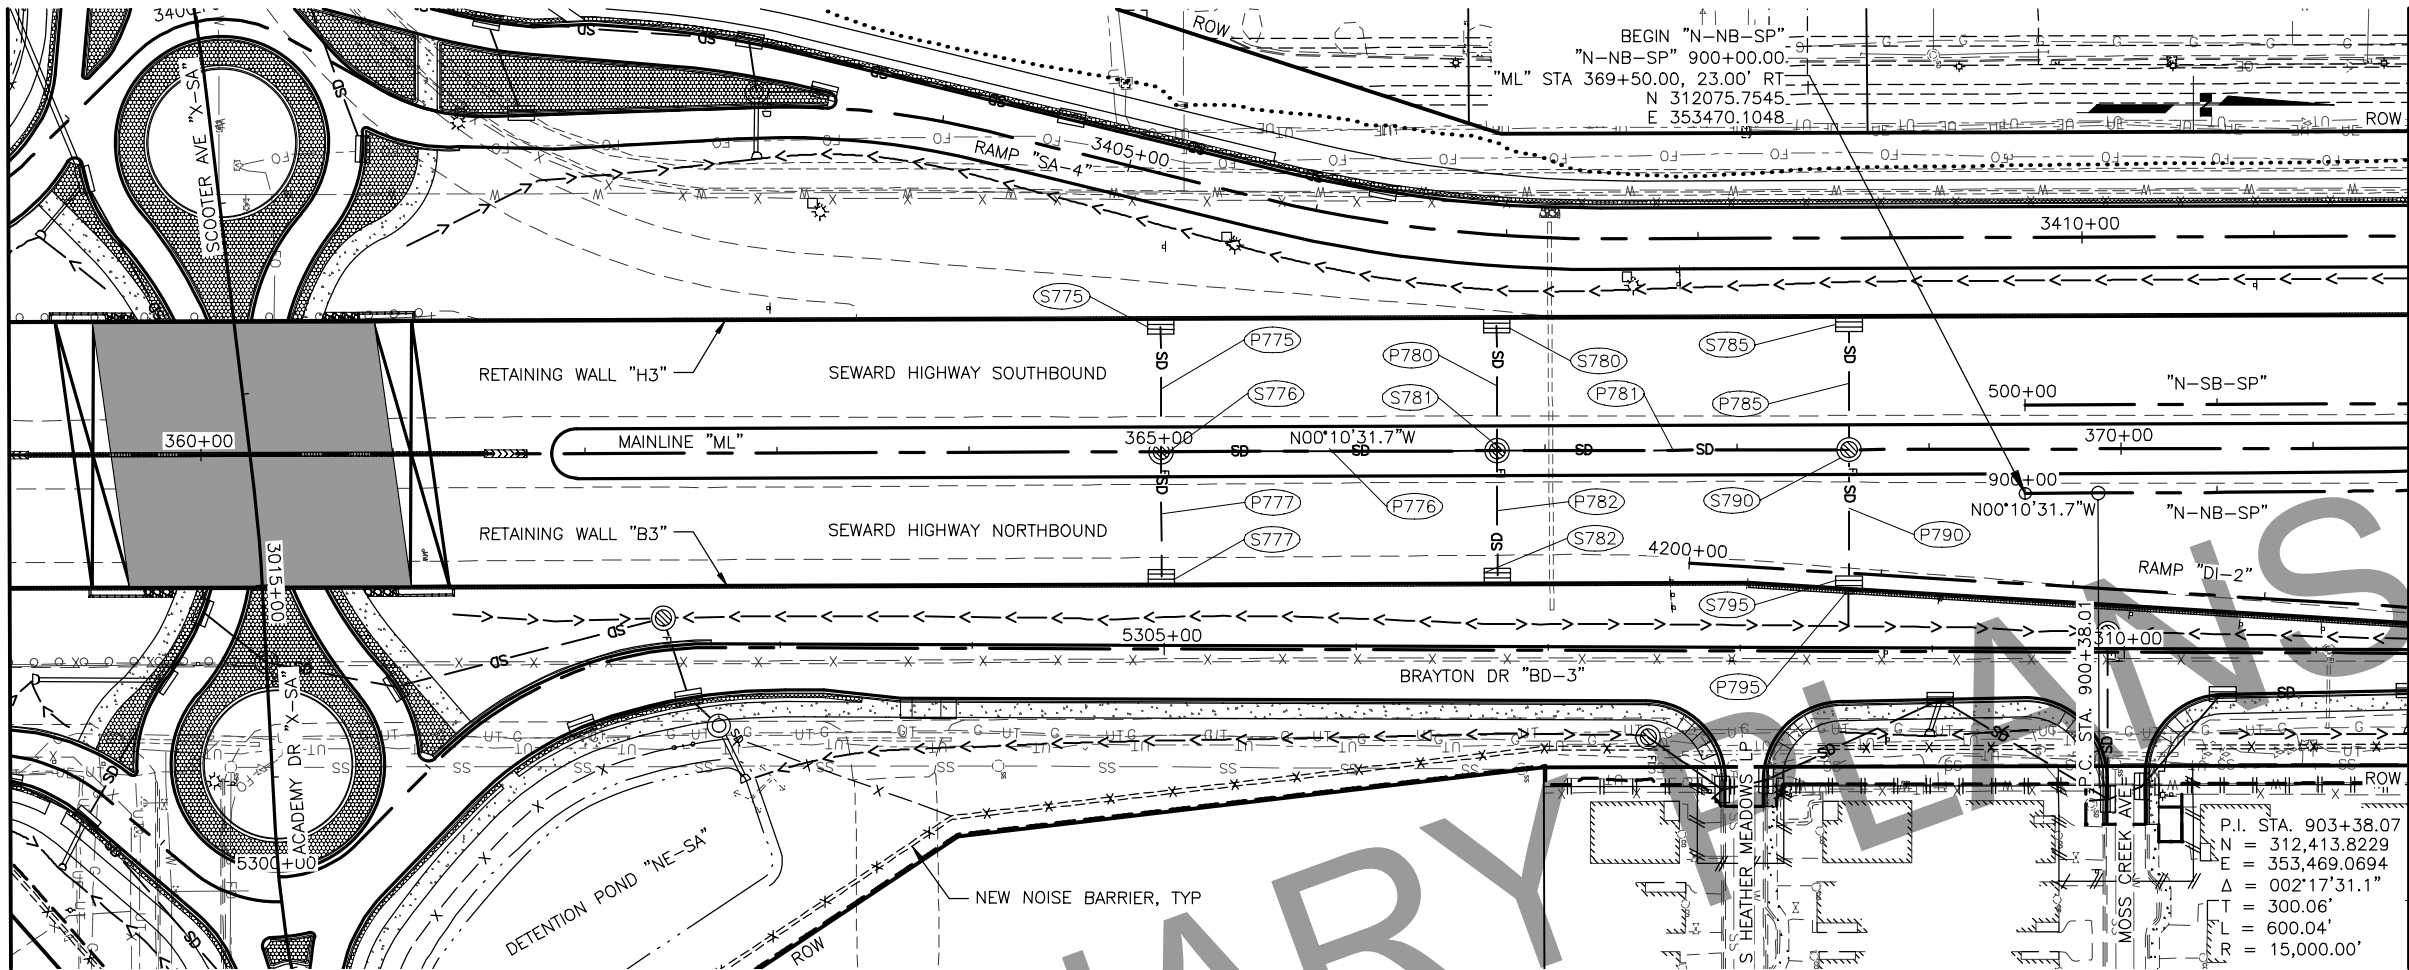 3400+
SCOOTER AVE "X-SA"
ROW
BEGIN "N-NB-SP"
"N-NB-SP" 900+00.00
"ML" STA 369+50.00, 23.00' RT
N 312075.7545
E 353470.1048
N
ROW
RAMP "SA-4"
3405+00
3410+00
S775
P775
P780
S780
S785
RETAINING WALL "H3"
SEWARD HIGHWAY SOUTHBOUND
S776
S781
P781
P785
500+00
"N-SB-SP"
360+00
MAINLINE "ML"
365+00
N00°10'31.7"W
370+00
SD
SD
SD
SD
900+00
N00°10'31.7"W
"N-NB-SP"
RETAINING WALL "B3"
SEWARD HIGHWAY NORTHBOUND
P777
P776
P782
S790
P790
S777
S782
4200+00
RAMP "DI-2"
3015+00
S795
5305+00
310+00
BRAYTON DR "BD-3"
P795
P.C. STA. 900+38.01
ACADEMY DR "X-SA"
5300+00
DETENTION POND "NE-SA"
NEW NOISE BARRIER, TYP
ROW
ROW
S HEATHER MEADOWS LP
MOSS CREEK AVE
P.I. STA. 903+38.07
N = 312,413.8229
E = 353,469.0694
Δ = 002°17'31.1"
T = 300.06'
L = 600.04'
R = 15,000.00'
ARY PLANS